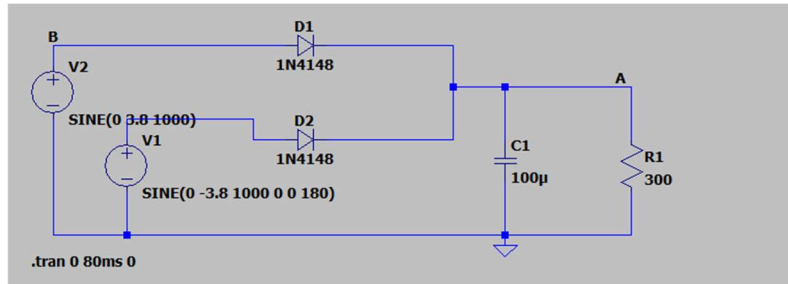 B
V2
SINE(0 3.8 1000)
D1
1N4148
V1
SINE(0 -3.8 1000 0 0 180)
D2
1N4148
C1
100µ
A
R1
300
.tran 0 80ms 0